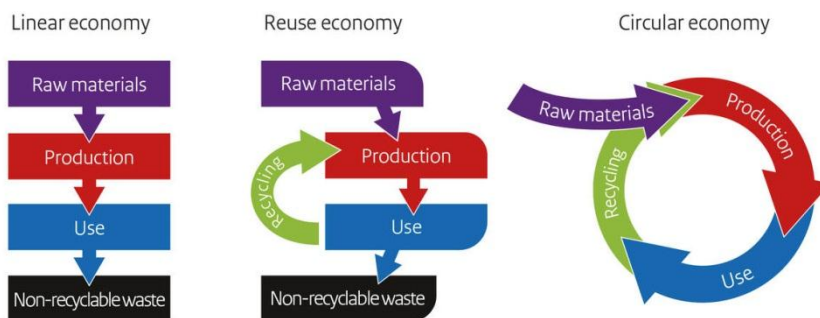 Linear economy
Raw materials
Production
Use
Non-recyclable waste
Reuse economy
Raw materials
Production
Recycling
Use
Non-recyclable waste
Circular economy
Raw materials
Production
Recycling
Use